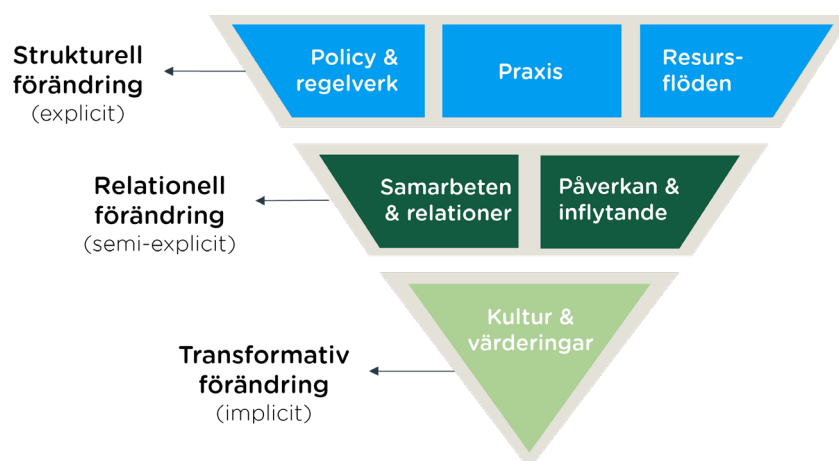 Strukturell
förändring
(explicit)
Policy &
regelverk
Praxis
Resurs-
flöden
Relationell
förändring
(semi-explicit)
Samarbeten
& relationer
Påverkan &
inflytande
Transformativ
förändring
(implicit)
Kultur &
värderingar